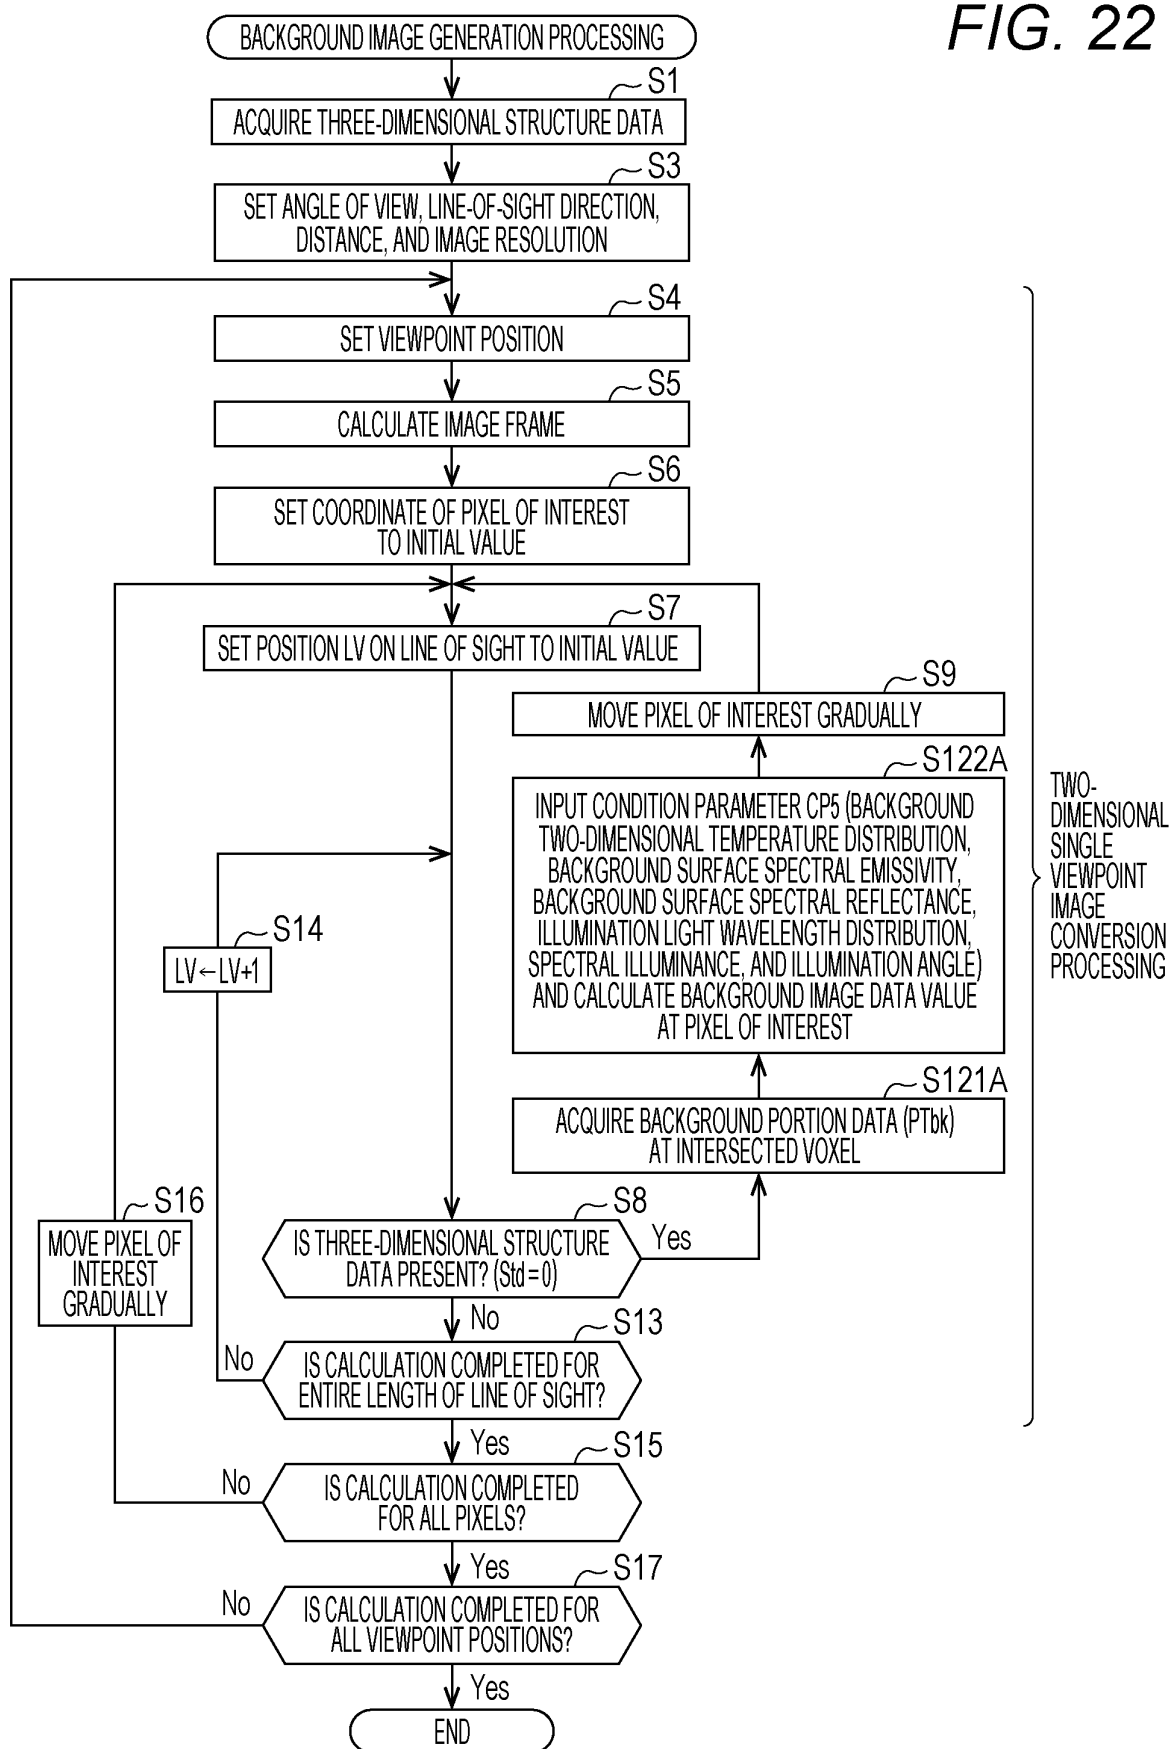 FIG. 22
BACKGROUND IMAGE GENERATION PROCESSING
S1
ACQUIRE THREE-DIMENSIONAL STRUCTURE DATA
S3
SET ANGLE OF VIEW, LINE-OF-SIGHT DIRECTION,
DISTANCE, AND IMAGE RESOLUTION
S4
SET VIEWPOINT POSITION
S5
CALCULATE IMAGE FRAME
S6
SET COORDINATE OF PIXEL OF INTEREST
TO INITIAL VALUE
S7
SET POSITION LV ON LINE OF SIGHT TO INITIAL VALUE
S9
MOVE PIXEL OF INTEREST GRADUALLY
S122A
INPUT CONDITION PARAMETER CP5 (BACKGROUND
TWO-DIMENSIONAL TEMPERATURE DISTRIBUTION,
BACKGROUND SURFACE SPECTRAL EMISSIVITY,
BACKGROUND SURFACE SPECTRAL REFLECTANCE,
ILLUMINATION LIGHT WAVELENGTH DISTRIBUTION,
SPECTRAL ILLUMINANCE, AND ILLUMINATION ANGLE)
AND CALCULATE BACKGROUND IMAGE DATA VALUE
AT PIXEL OF INTEREST
TWO-
DIMENSIONAL
SINGLE
VIEWPOINT
IMAGE
CONVERSION
PROCESSING
S14
LV←LV+1
S121A
ACQUIRE BACKGROUND PORTION DATA (PTbk)
AT INTERSECTED VOXEL
S16
MOVE PIXEL OF
INTEREST
GRADUALLY
S8
IS THREE-DIMENSIONAL STRUCTURE
DATA PRESENT? (Std=0)
Yes
No
S13
IS CALCULATION COMPLETED FOR
ENTIRE LENGTH OF LINE OF SIGHT?
No
Yes
S15
IS CALCULATION COMPLETED
FOR ALL PIXELS?
No
Yes
S17
IS CALCULATION COMPLETED FOR
ALL VIEWPOINT POSITIONS?
No
Yes
END